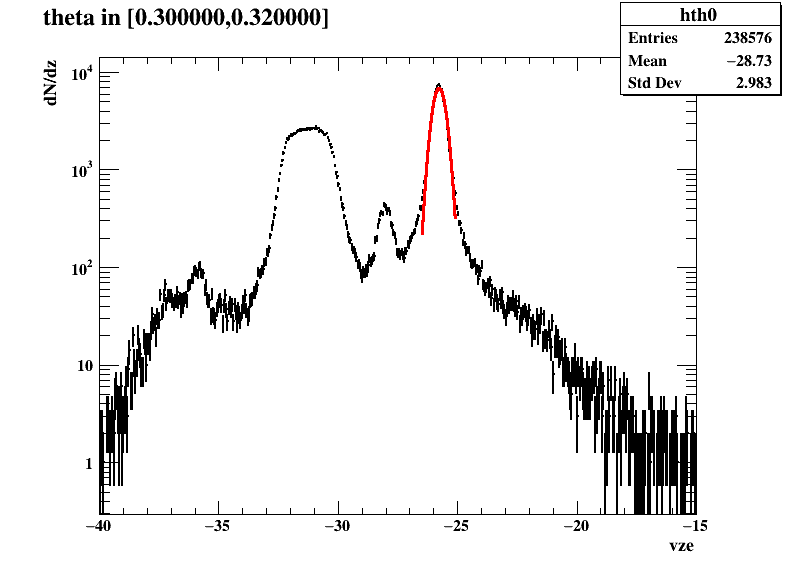 theta in [0.300000,0.320000]
hth0
Entries 238576
Mean −28.73
Std Dev 2.983
dN/dz
10⁴
10³
10²
10
1
−40 −35 −30 −25 −20 −15
vze